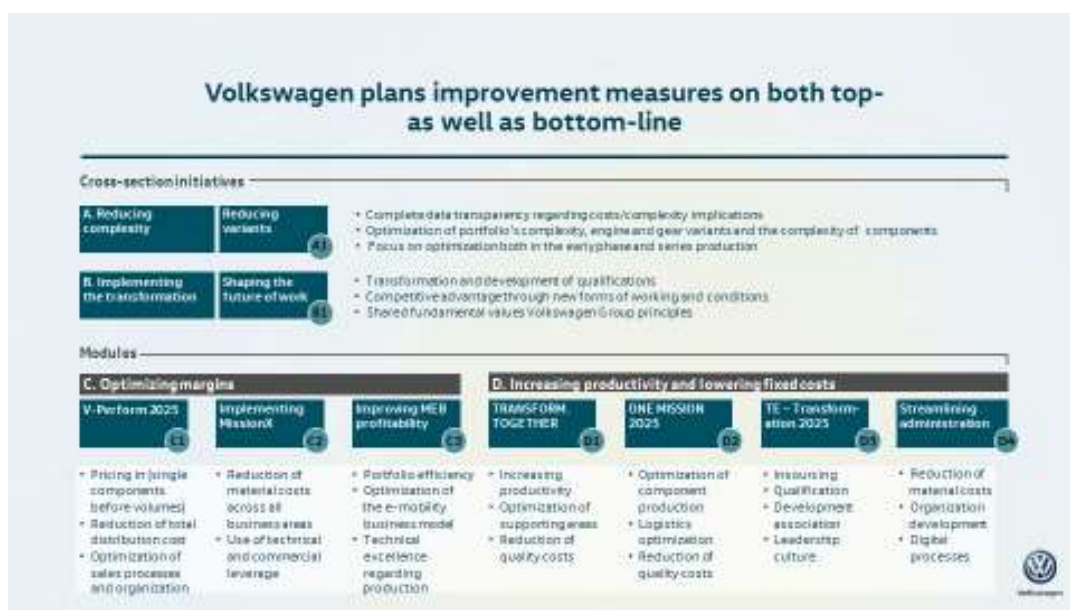 Volkswagen plans improvement measures on both top-
as well as bottom-line
Cross-section initiatives
A. Reducing
complexity
Reducing
variants
A1
• Complete data transparency regarding costs/complexity implications
• Optimization of portfolio's complexity, engine and gear variants and the complexity of components
• Focus on optimization both in the early phase and series production
B. Implementing
the transformation
Shaping the
future of work
B1
• Transformation and development of qualifications
• Competitive advantage through new forms of working and conditions
• Shared fundamental values Volkswagen Group principles
Modules
C. Optimizing margins
V-Perform 2025
C1
• Pricing in (single
components
before volumes)
• Reduction of total
distribution cost
• Optimization of
sales processes
and organization
Implementing
MissionX
C2
• Reduction of
material costs
across all
business areas
• Use of technical
and commercial
leverage
Improving MEB
profitability
C3
• Portfolio efficiency
• Optimization of
the e-mobility
business model
• Technical
excellence
regarding
production
D. Increasing productivity and lowering fixed costs
TRANSFORM.
TOGETHER
D1
• Increasing
productivity
• Optimization of
supporting areas
• Reduction of
quality costs
ONE MISSION
2025
D2
• Optimization of
component
production
• Logistics
optimization
• Reduction of
quality costs
TE – Transform-
ation 2025
D3
• Insourcing
• Qualification
• Development
association
• Leadership
culture
Streamlining
administration
D4
• Reduction of
material costs
• Organization
development
• Digital
processes
Volkswagen